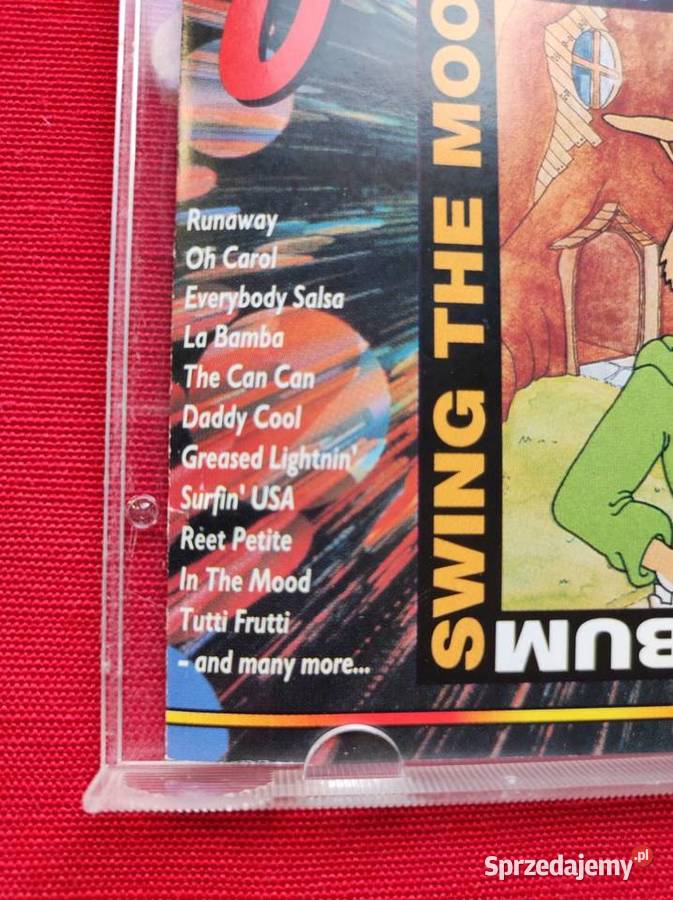 Runaway
Oh Carol
Everybody Salsa
La Bamba
The Can Can
Daddy Cool
Greased Lightnin'
Surfin' USA
Reet Petite
In The Mood
Tutti Frutti
- and many more...
SWING THE MOO
BUM
Sprzedajemy.pl